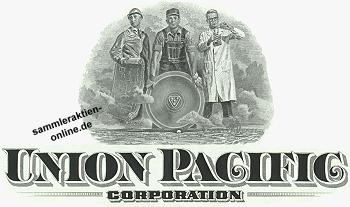 sammleraktien-
online.de
UNION PACIFIC
CORPORATION